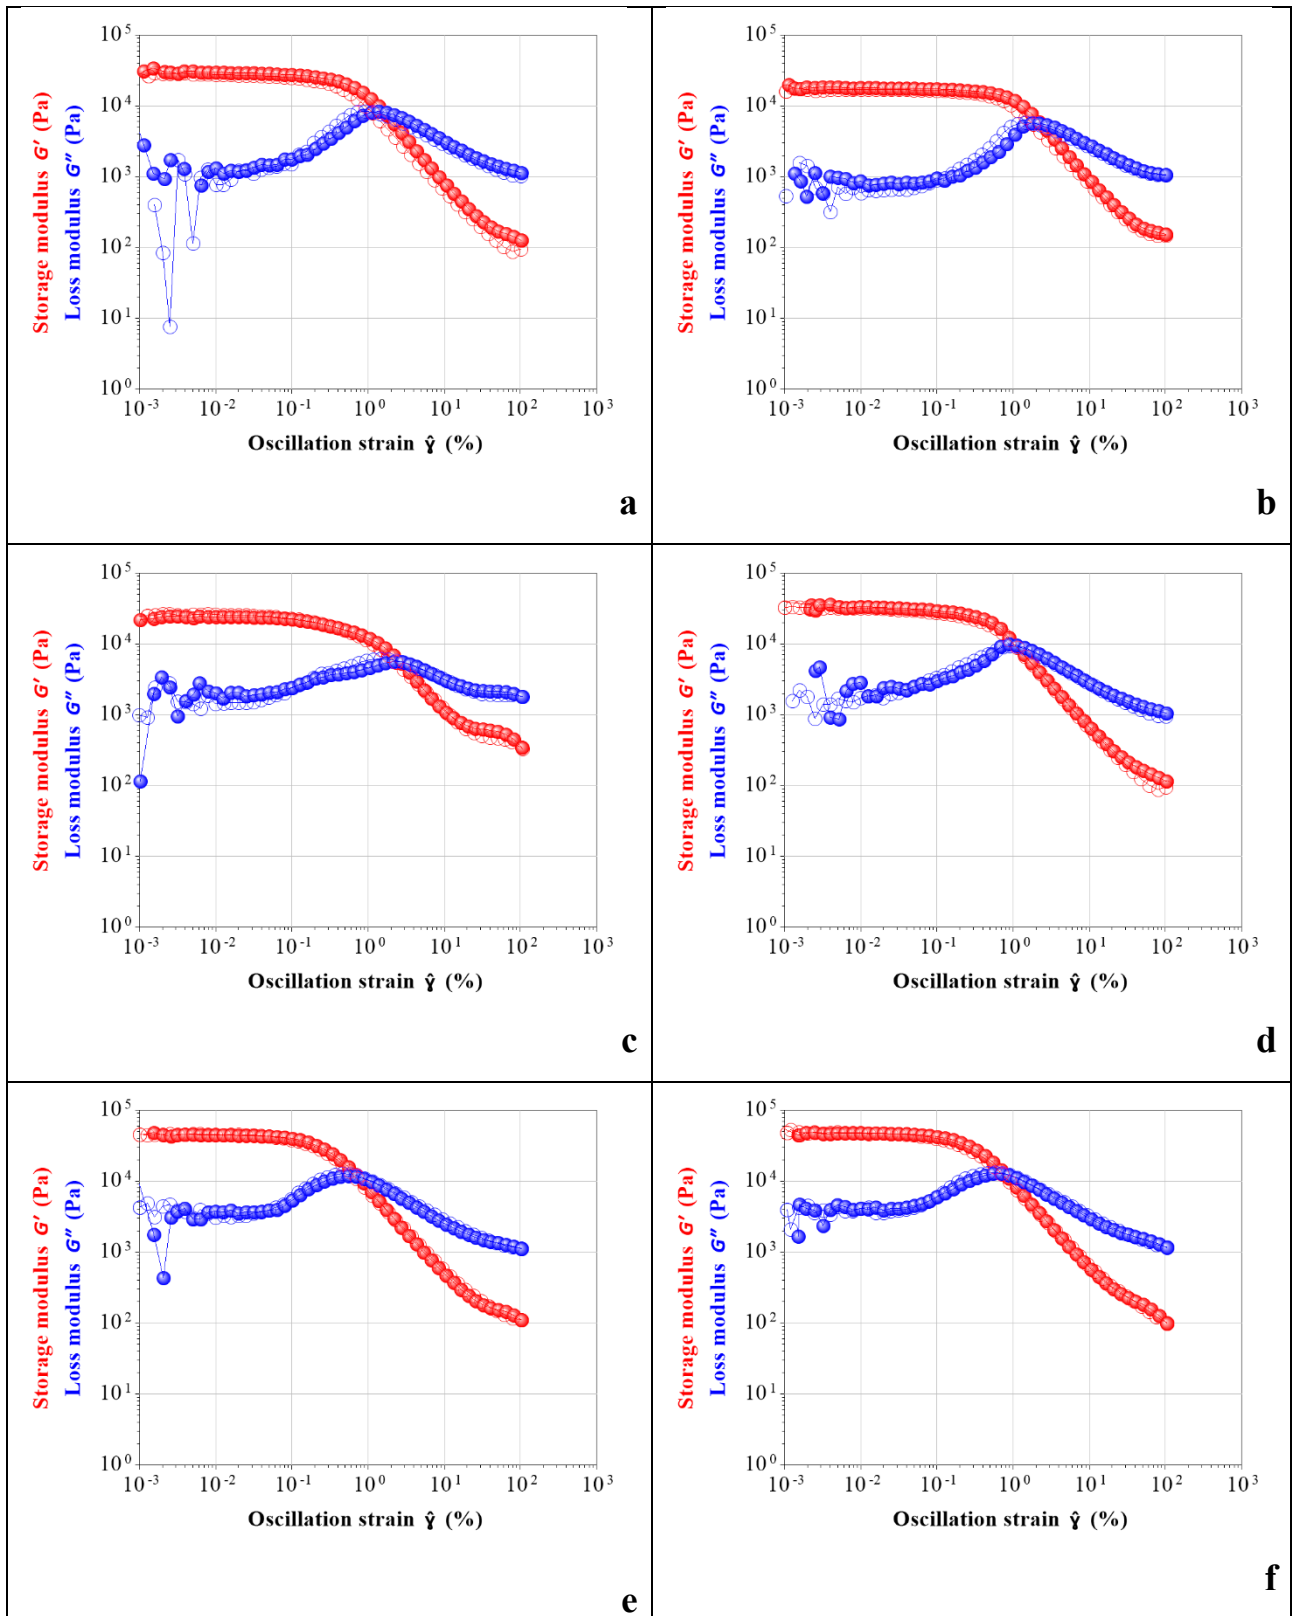 Storage modulus G′ (Pa)
Loss modulus G″ (Pa)
10⁵
10⁴
10³
10²
10¹
10⁰
10⁻³ 10⁻² 10⁻¹ 10⁰ 10¹ 10² 10³
Oscillation strain γ̂ (%)
a
Storage modulus G′ (Pa)
Loss modulus G″ (Pa)
10⁵
10⁴
10³
10²
10¹
10⁰
10⁻³ 10⁻² 10⁻¹ 10⁰ 10¹ 10² 10³
Oscillation strain γ̂ (%)
b
Storage modulus G′ (Pa)
Loss modulus G″ (Pa)
10⁵
10⁴
10³
10²
10¹
10⁰
10⁻³ 10⁻² 10⁻¹ 10⁰ 10¹ 10² 10³
Oscillation strain γ̂ (%)
c
Storage modulus G′ (Pa)
Loss modulus G″ (Pa)
10⁵
10⁴
10³
10²
10¹
10⁰
10⁻³ 10⁻² 10⁻¹ 10⁰ 10¹ 10² 10³
Oscillation strain γ̂ (%)
d
Storage modulus G′ (Pa)
Loss modulus G″ (Pa)
10⁵
10⁴
10³
10²
10¹
10⁰
10⁻³ 10⁻² 10⁻¹ 10⁰ 10¹ 10² 10³
Oscillation strain γ̂ (%)
e
Storage modulus G′ (Pa)
Loss modulus G″ (Pa)
10⁵
10⁴
10³
10²
10¹
10⁰
10⁻³ 10⁻² 10⁻¹ 10⁰ 10¹ 10² 10³
Oscillation strain γ̂ (%)
f